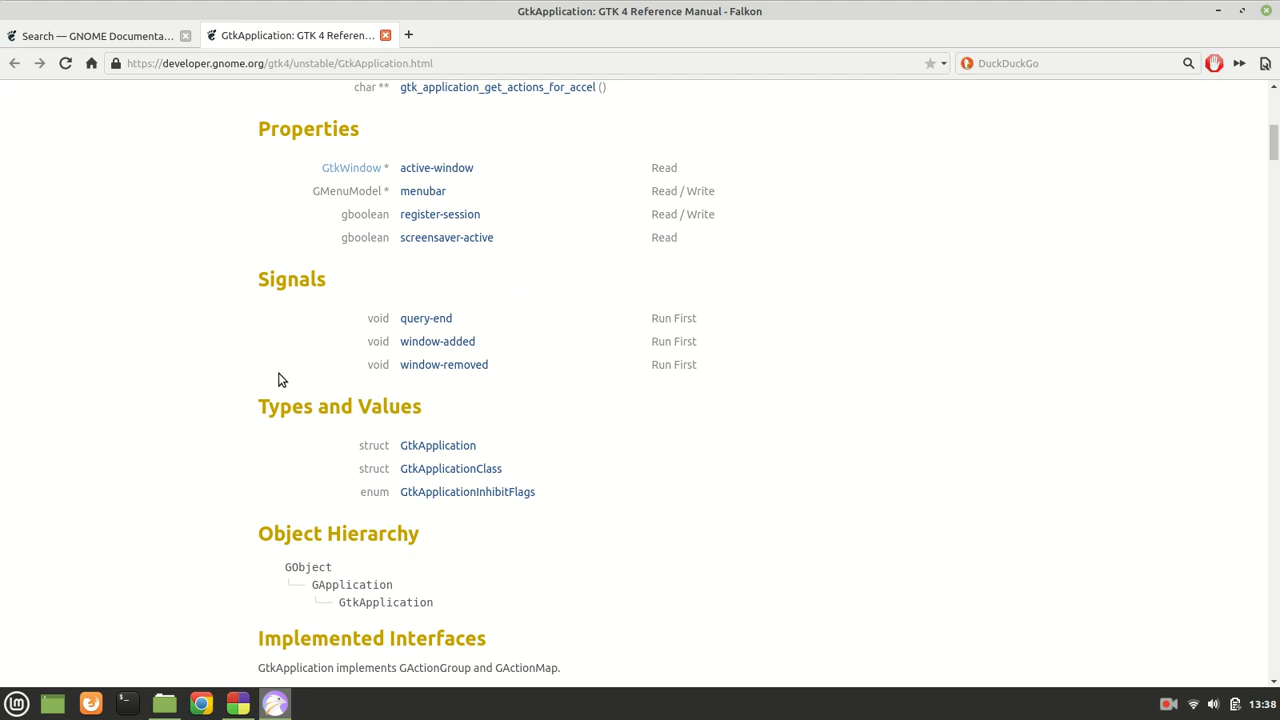 GtkApplication: GTK 4 Reference Manual - Falkon
Search — GNOME Documenta...
GtkApplication: GTK 4 Referen...
https://developer.gnome.org/gtk4/unstable/GtkApplication.html
DuckDuckGo
char ** gtk_application_get_actions_for_accel ()
Properties
GtkWindow * active-window Read
GMenuModel * menubar Read / Write
gboolean register-session Read / Write
gboolean screensaver-active Read
Signals
void query-end Run First
void window-added Run First
void window-removed Run First
Types and Values
struct GtkApplication
struct GtkApplicationClass
enum GtkApplicationInhibitFlags
Object Hierarchy
GObject
GApplication
GtkApplication
Implemented Interfaces
GtkApplication implements GActionGroup and GActionMap.
13:38